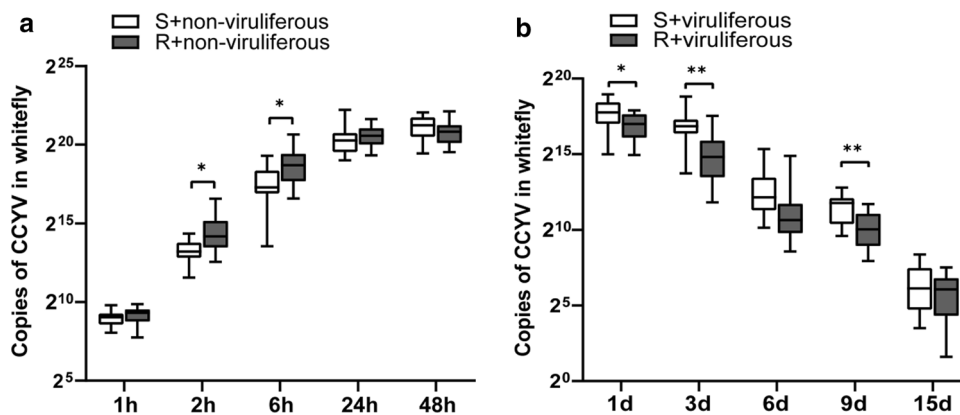 a
S+non-viruliferous
R+non-viruliferous
Copies of CCYV in whitefly
2^25
2^20
2^15
2^10
2^5
*
*
1h 2h 6h 24h 48h
b
S+viruliferous
R+viruliferous
Copies of CCYV in whitefly
2^20
2^15
2^10
2^5
2^0
*
**
**
1d 3d 6d 9d 15d